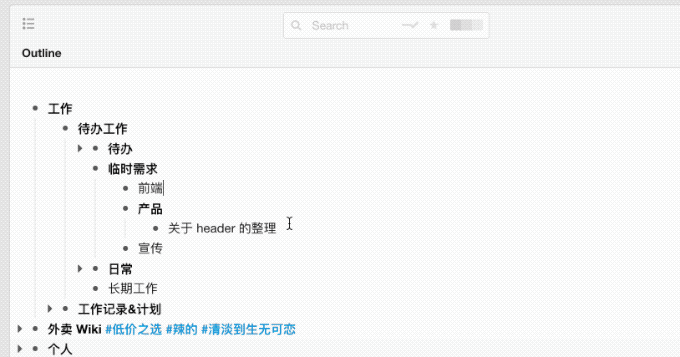 Search
Outline
工作
待办工作
待办
临时需求
前端
产品
关于 header 的整理
宣传
日常
长期工作
工作记录&计划
外卖 Wiki #低价之选 #辣的 #清淡到生无可恋
个人